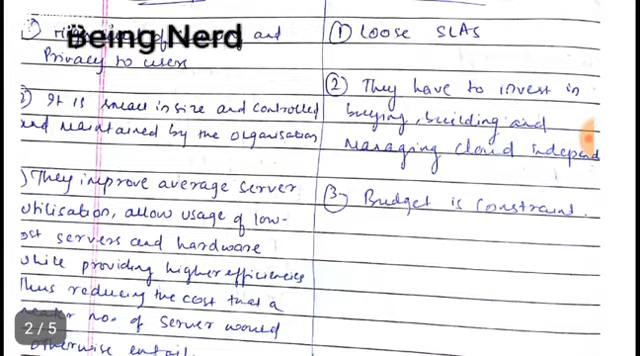 Being Nerd
and
Privacy to users
It is small in size and controlled
and maintained by the organisation
) They improve average server
utilisation, allow usage of low-
ost servers and hardware
while providing higher efficiencies
Thus reducing the cost that a
no. of server would
otherwise entail.
① Loose SLAS
② They have to invest in
buying, building and
Managing cloud independ
③ Budget is constraint.
2/5